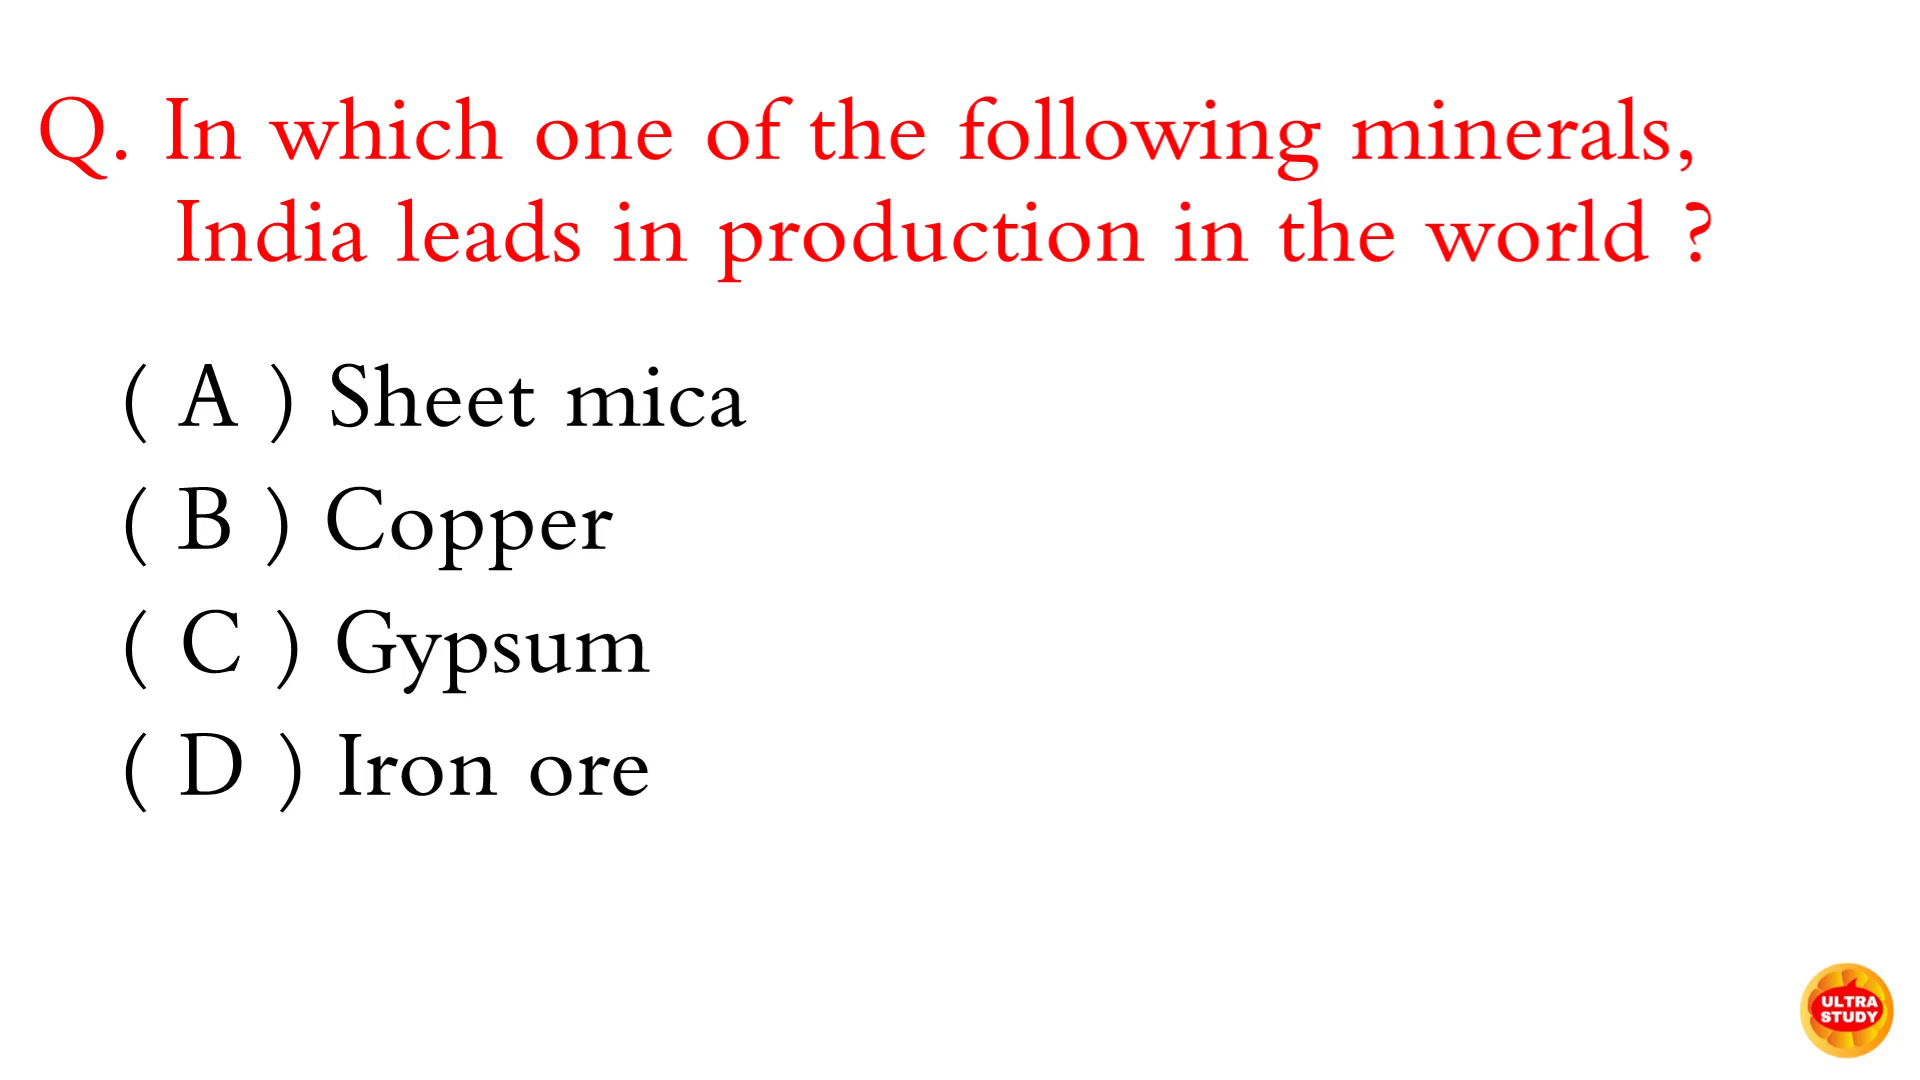 Q. In which one of the following minerals,
India leads in production in the world ?
( A ) Sheet mica
( B ) Copper
( C ) Gypsum
( D ) Iron ore
ULTRA
STUDY